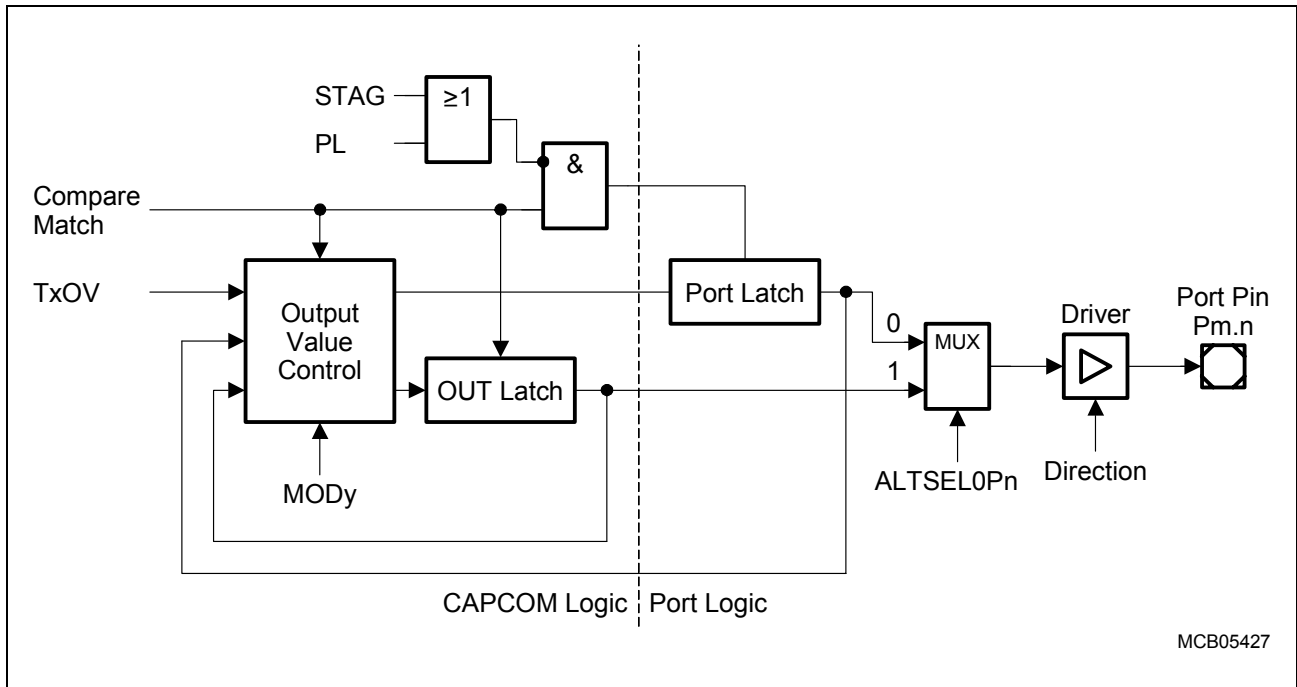 STAG
≥1
PL
&
Compare
Match
TxOV
Output
Value
Control
Port Latch
OUT Latch
MODy
0
1
MUX
ALTSEL0Pn
Driver
Direction
Port Pin
Pm.n
CAPCOM Logic
Port Logic
MCB05427